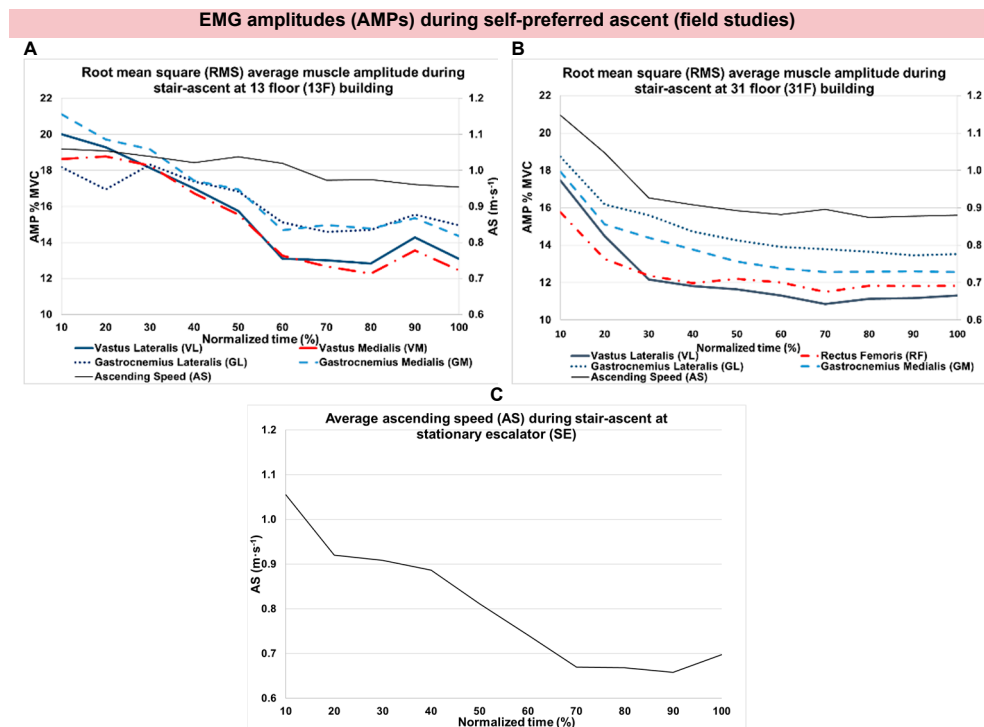 EMG amplitudes (AMPs) during self-preferred ascent (field studies)
A
Root mean square (RMS) average muscle amplitude during
stair-ascent at 13 floor (13F) building
22
20
18
16
14
12
10
AMP % MVC
1.2
1.1
1.0
0.9
0.8
0.7
0.6
AS (m·s⁻¹)
10 20 30 40 50 60 70 80 90 100
Normalized time (%)
Vastus Lateralis (VL)
Vastus Medialis (VM)
Gastrocnemius Lateralis (GL)
Gastrocnemius Medialis (GM)
Ascending Speed (AS)
B
Root mean square (RMS) average muscle amplitude during
stair-ascent at 31 floor (31F) building
22
20
18
16
14
12
10
AMP % MVC
1.2
1.1
1.0
0.9
0.8
0.7
0.6
10 20 30 40 50 60 70 80 90 100
Normalized time (%)
Vastus Lateralis (VL)
Rectus Femoris (RF)
Gastrocnemius Lateralis (GL)
Gastrocnemius Medialis (GM)
Ascending Speed (AS)
C
Average ascending speed (AS) during stair-ascent at
stationary escalator (SE)
1.2
1.1
1.0
0.9
0.8
0.7
0.6
AS (m·s⁻¹)
10 20 30 40 50 60 70 80 90 100
Normalized time (%)